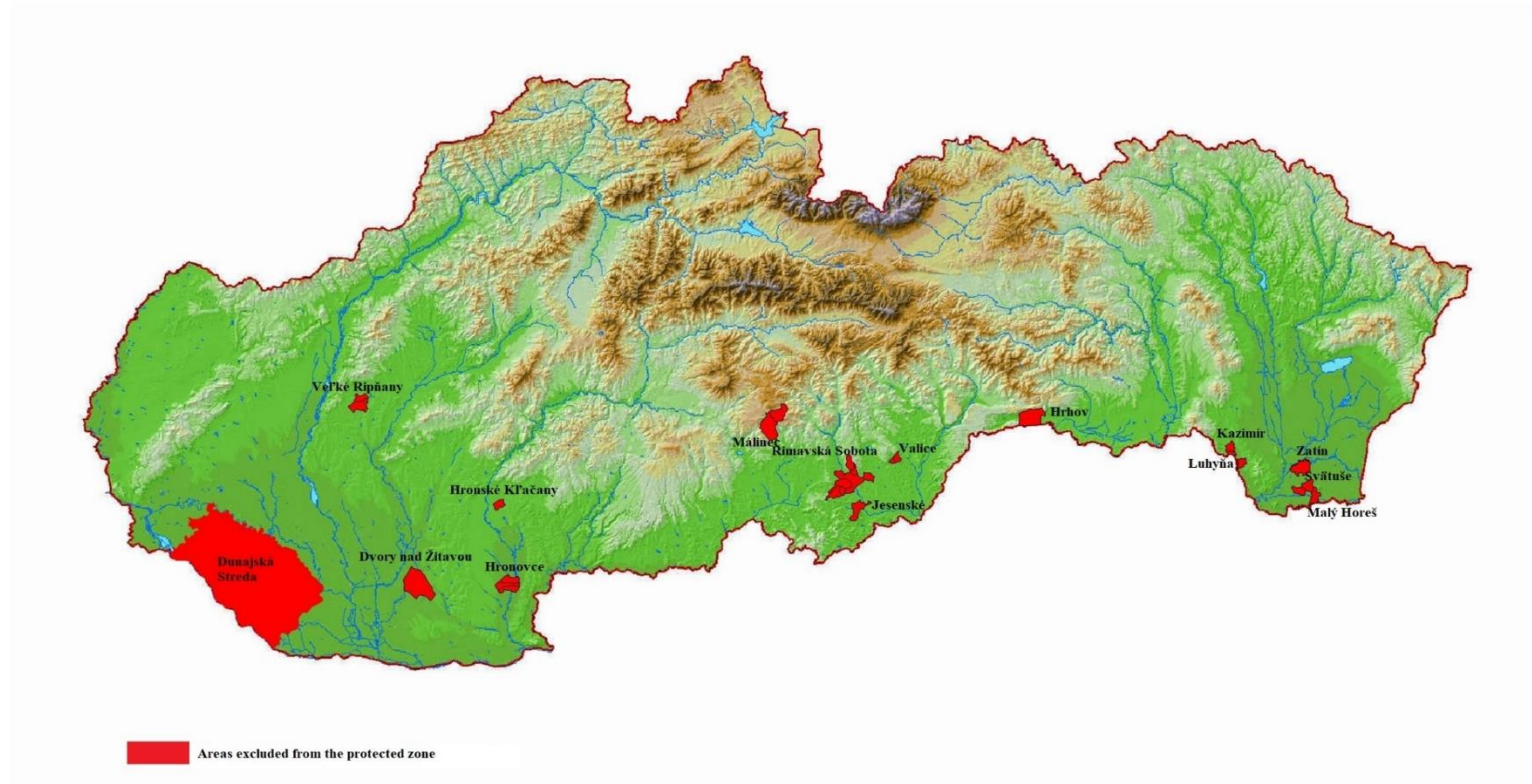 Veľké Ripňany
Málinec
Rimavská Sobota
Valice
Hrhov
Kazimír
Luhyňa
Zatín
Svätuše
Malý Horeš
Jesenské
Hronské Kľačany
Dvory nad Žitavou
Hronovce
Dunajská
Streda
Areas excluded from the protected zone